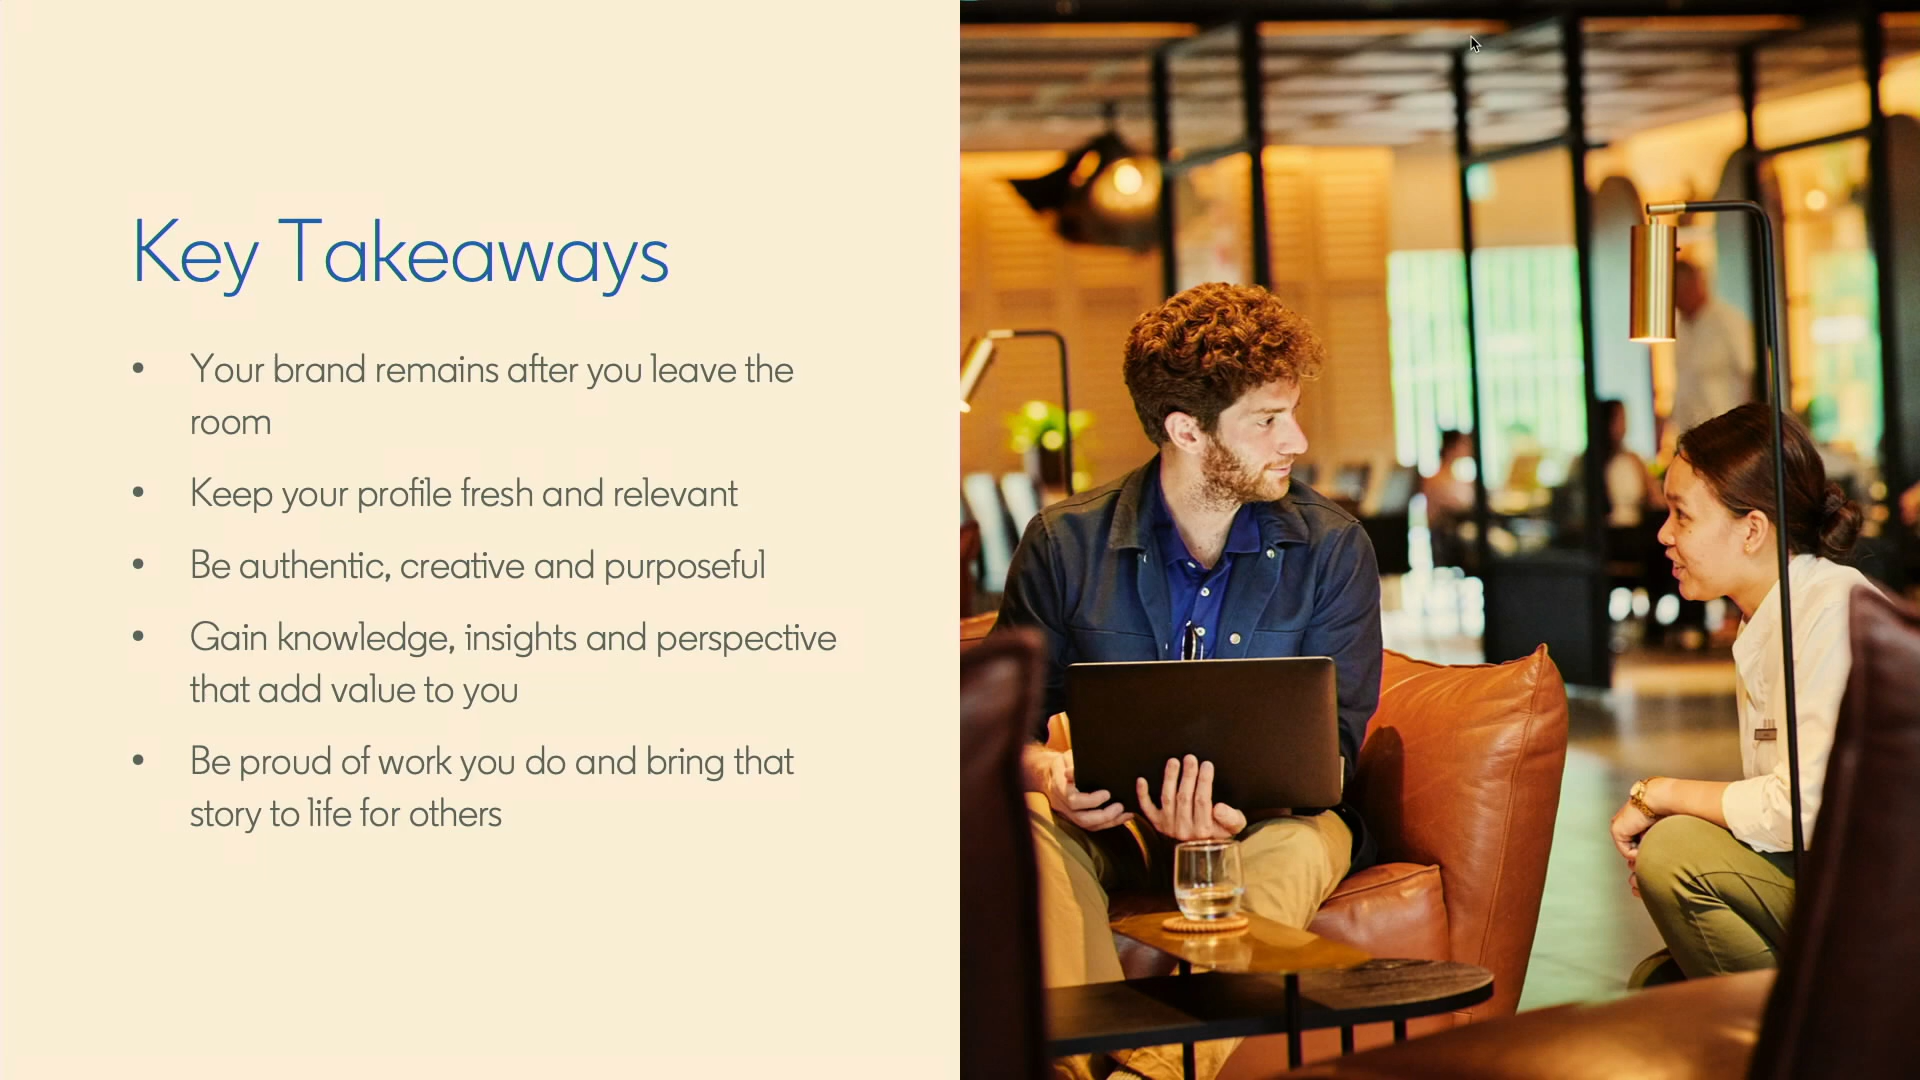 Key Takeaways
• Your brand remains after you leave the
room
• Keep your profile fresh and relevant
• Be authentic, creative and purposeful
• Gain knowledge, insights and perspective
that add value to you
• Be proud of work you do and bring that
story to life for others